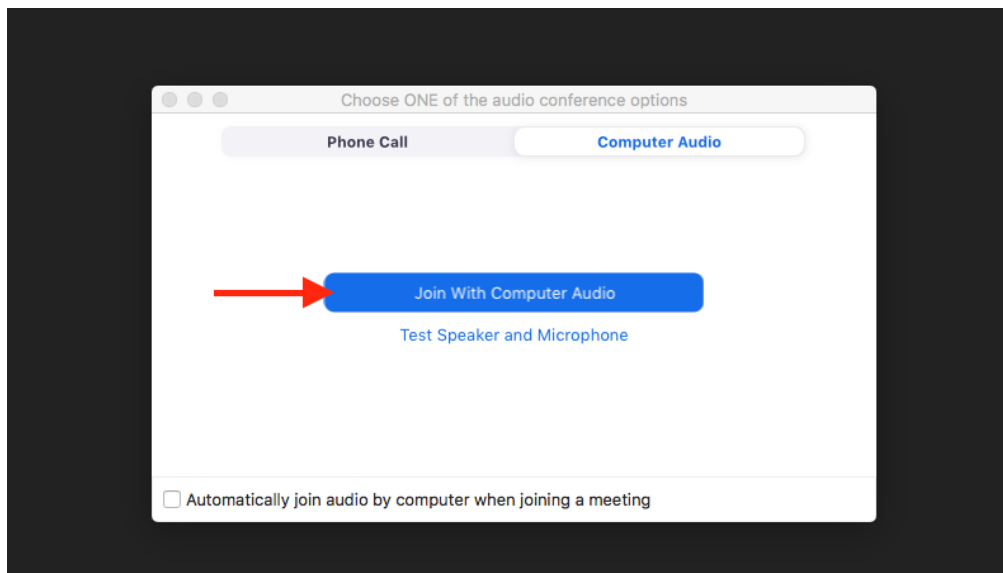 Choose ONE of the audio conference options
Phone Call
Computer Audio
Join With Computer Audio
Test Speaker and Microphone
Automatically join audio by computer when joining a meeting